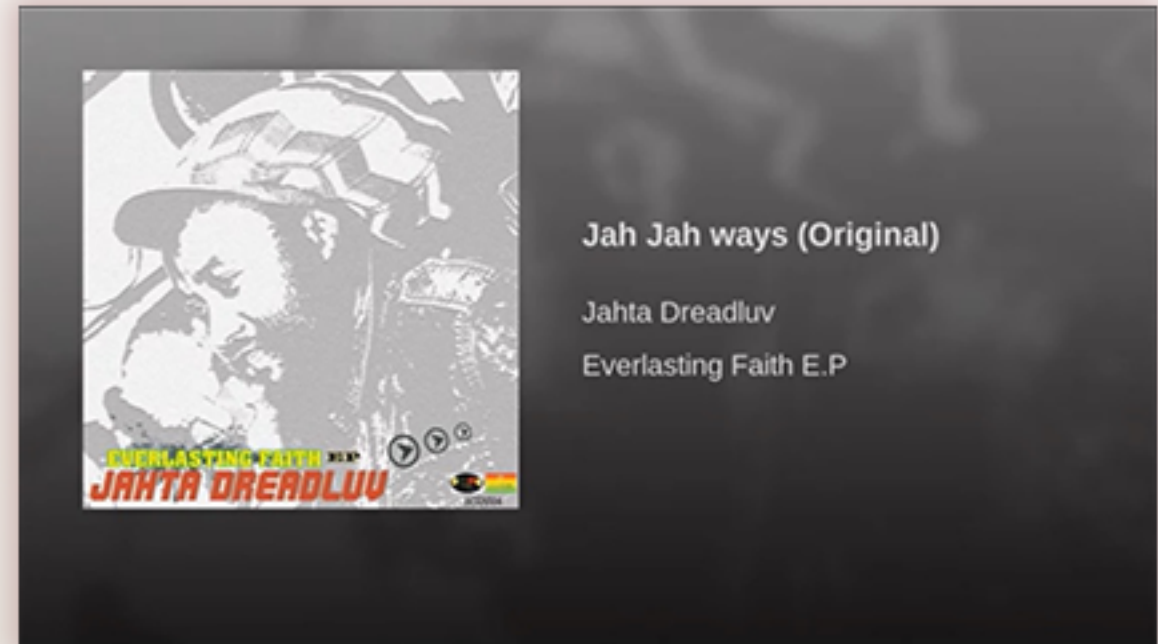 EVERLASTING FAITH EP
JAHTA DREADLUV
Jah Jah ways (Original)
Jahta Dreadluv
Everlasting Faith E.P